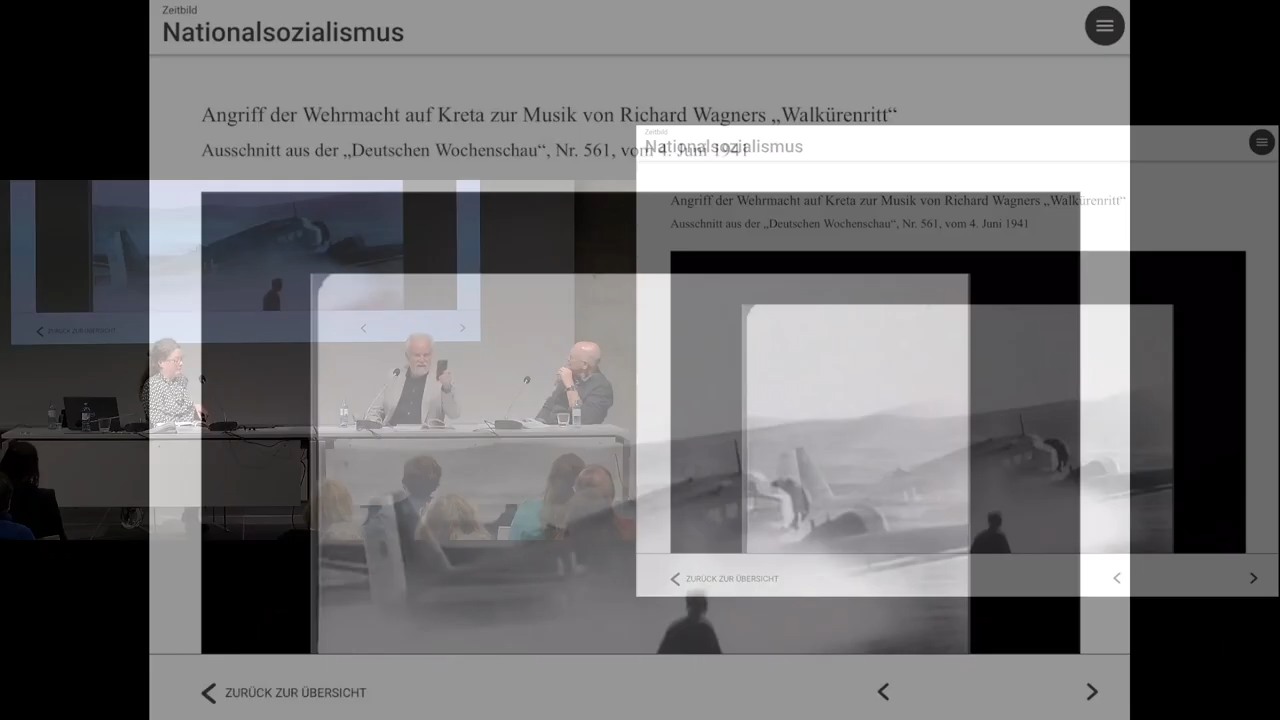 Zeitbild
Nationalsozialismus
Angriff der Wehrmacht auf Kreta zur Musik von Richard Wagners „Walkürenritt“
Ausschnitt aus der „Deutschen Wochenschau“, Nr. 561, vom 4. Juni 1941
ZURÜCK ZUR ÜBERSICHT
Zeitbild
Nationalsozialismus
Angriff der Wehrmacht auf Kreta zur Musik von Richard Wagners „Walkürenritt“
Ausschnitt aus der „Deutschen Wochenschau“, Nr. 561, vom 4. Juni 1941
ZURÜCK ZUR ÜBERSICHT
ZURÜCK ZUR ÜBERSICHT